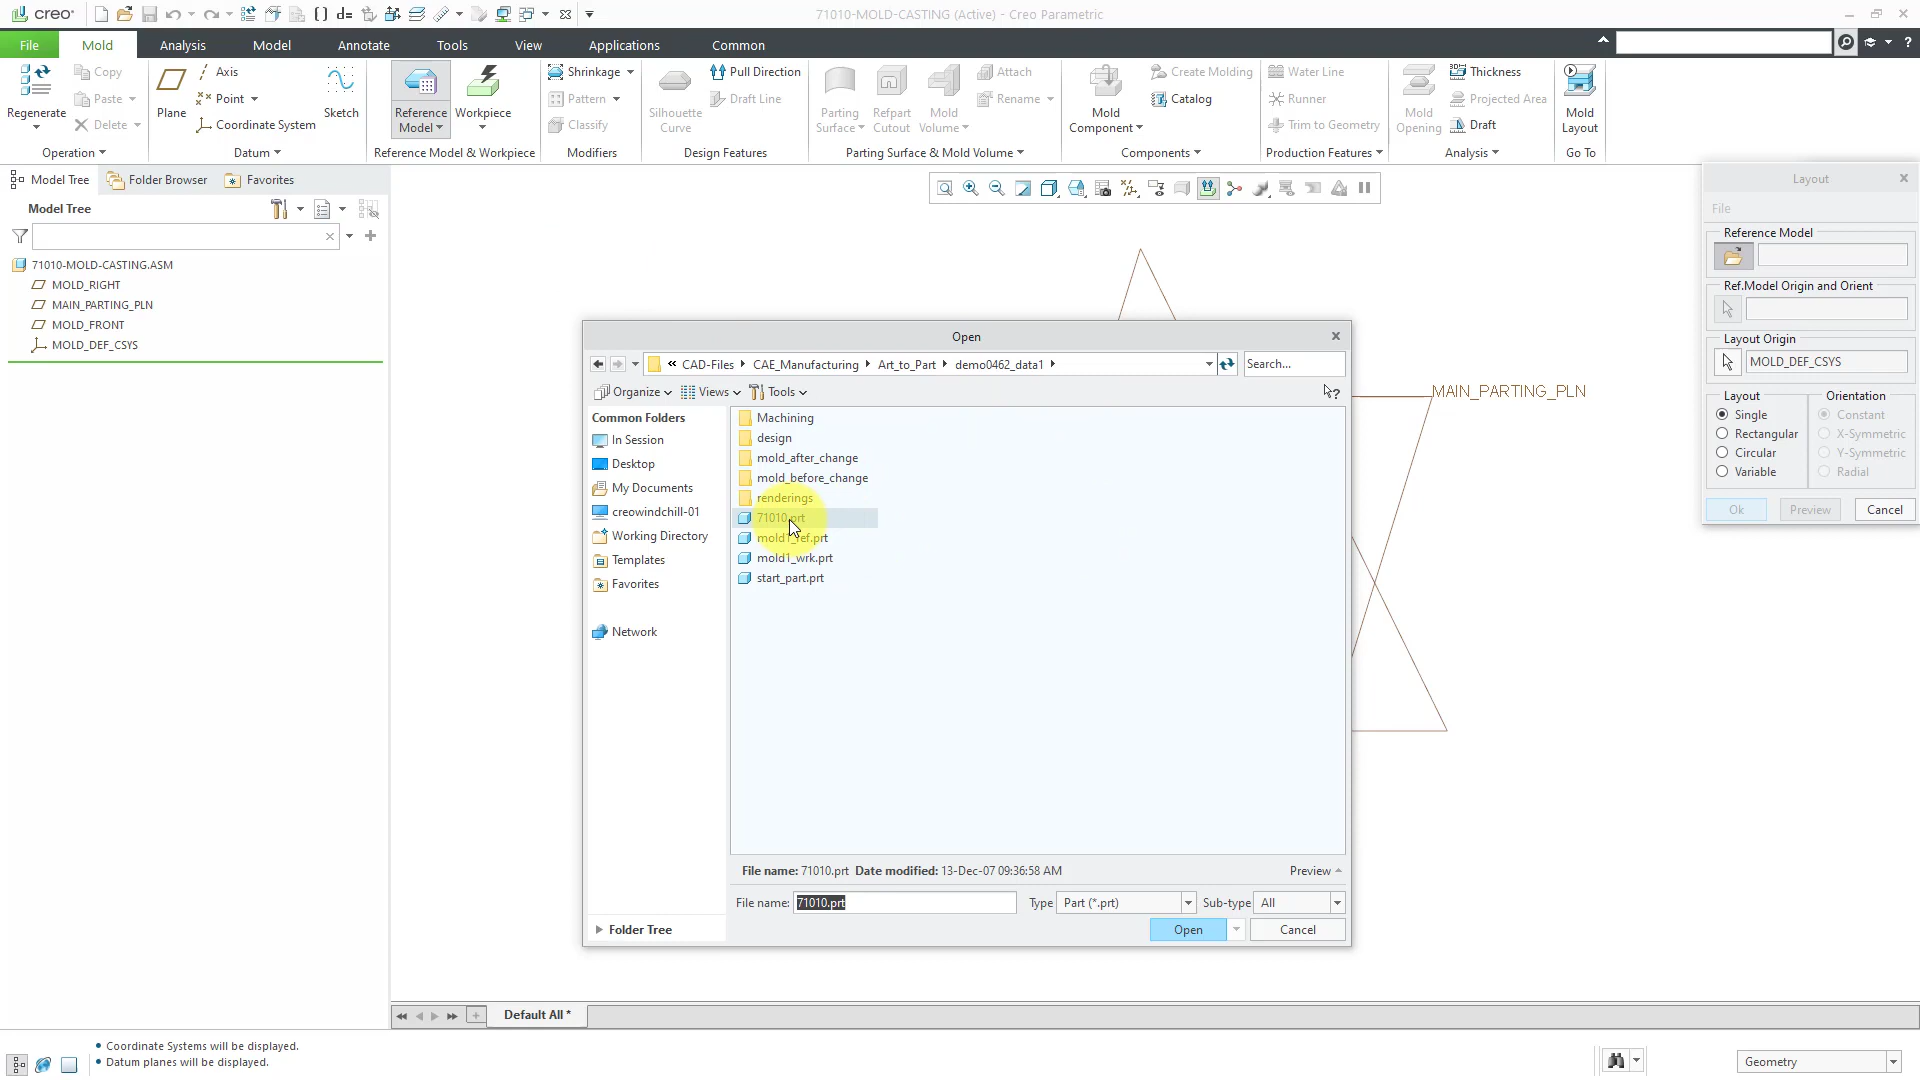 creo
71010-MOLD-CASTING (Active) - Creo Parametric
File
Mold
Analysis
Model
Annotate
Tools
View
Applications
Common
Regenerate
Copy
Paste
Delete
Operation
Plane
Axis
Point
Coordinate System
Sketch
Datum
Reference Model
Workpiece
Reference Model & Workpiece
Shrinkage
Pattern
Classify
Modifiers
Silhouette Curve
Pull Direction
Draft Line
Design Features
Parting Surface
Refpart Cutout
Mold Volume
Attach
Rename
Parting Surface & Mold Volume
Mold Component
Create Molding
Catalog
Components
Water Line
Runner
Trim to Geometry
Production Features
Mold Opening
Thickness
Projected Area
Draft
Analysis
Mold Layout
Go To
Model Tree
Folder Browser
Favorites
Model Tree
71010-MOLD-CASTING.ASM
MOLD_RIGHT
MAIN_PARTING_PLN
MOLD_FRONT
MOLD_DEF_CSYS
MAIN_PARTING_PLN
Open
« CAD-Files CAE_Manufacturing Art_to_Part demo0462_data1
Search...
Organize
Views
Tools
Common Folders
In Session
Desktop
My Documents
creowindchill-01
Working Directory
Templates
Favorites
Network
Folder Tree
Machining
design
mold_after_change
mold_before_change
renderings
71010.prt
mold1_ref.prt
mold1_wrk.prt
start_part.prt
File name: 71010.prt Date modified: 13-Dec-07 09:36:58 AM
Preview
File name: 71010.prt
Type Part (*.prt)
Sub-type All
Open
Cancel
Layout
File
Reference Model
Ref.Model Origin and Orient
Layout Origin
MOLD_DEF_CSYS
Layout
Single
Rectangular
Circular
Variable
Orientation
Constant
X-Symmetric
Y-Symmetric
Radial
Ok
Preview
Cancel
Default All *
• Coordinate Systems will be displayed.
• Datum planes will be displayed.
Geometry